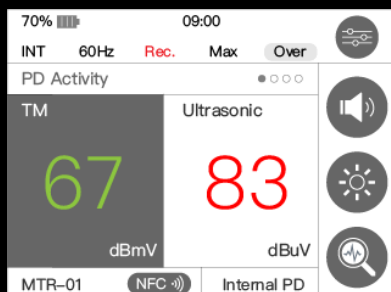 70% 09:00
INT 60Hz Rec. Max Over
PD Activity
TM Ultrasonic
67 83
dBmV dBuV
MTR-01 NFC Internal PD